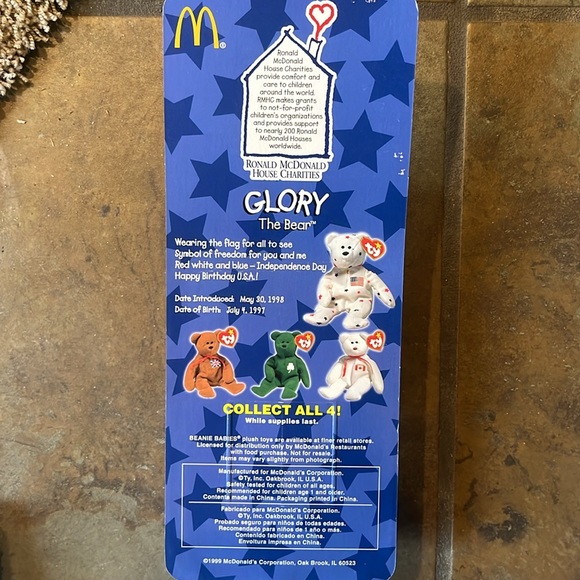 Ronald
McDonald
House Charities
provide comfort and
care to children
around the world.
RMHC makes grants
to not-for-profit
children's organizations
and provides support
to nearly 200 Ronald
McDonald Houses
worldwide.
RONALD MCDONALD
HOUSE CHARITIES
GLORY
The Bear™
Wearing the flag for all to see
Symbol of freedom for you and me
Red white and blue – Independence Day
Happy Birthday U.S.A.!
Date Introduced: May 30, 1998
Date of Birth: July 4, 1997
ty
ty
ty
ty
COLLECT ALL 4!
While supplies last.
BEANIE BABIES® plush toys are available at finer retail stores.
Licensed for distribution only by McDonald's Restaurants
with food purchase. Not for resale.
Items may vary slightly from photograph.
Manufactured for McDonald's Corporation.
©Ty, Inc. Oakbrook, IL U.S.A.
Safety tested for children of all ages.
Recommended for children age 1 and older.
Contents made in China. Packaging printed in China.
Fabricado para McDonald's Corporation.
©Ty, Inc. Oakbrook, IL U.S.A.
Probado seguro para niños de todas edades.
Recomendado para niños de 1 año o más.
Contenido fabricado en China.
Envoltura impresa en China.
©1999 McDonald's Corporation, Oak Brook, IL 60523